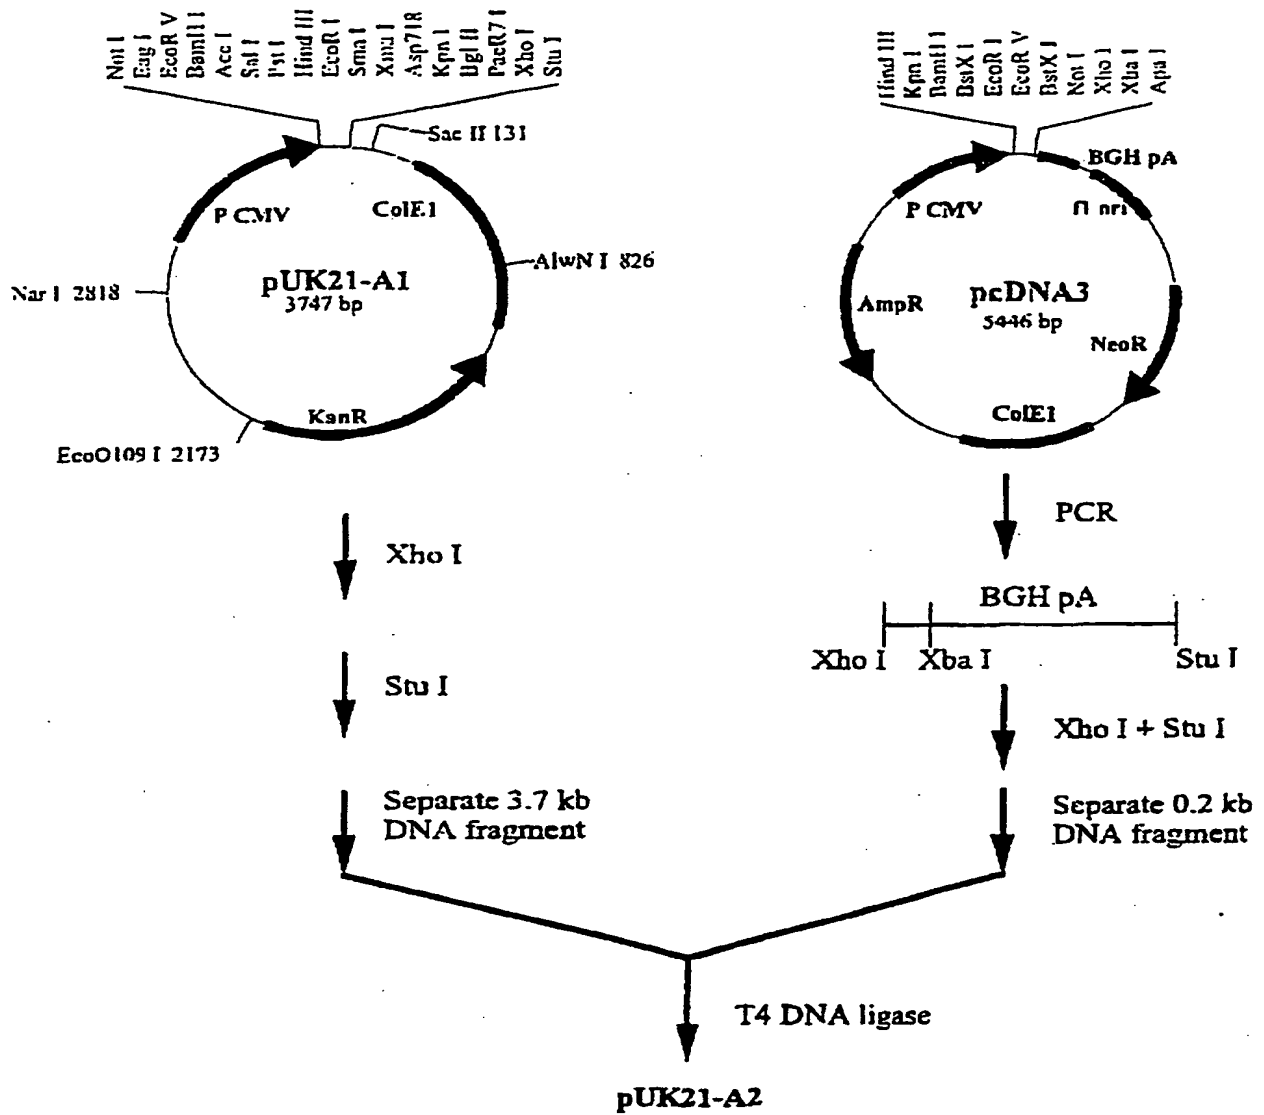 Not I
Eag I
EcoR V
BamH I
Acc I
Sal I
Pst I
Hind III
EcoR I
Sma I
Xma I
Asp718
Kpn I
Bgl II
PaeR7 I
Xho I
Stu I
Sac II 131
P CMV
ColE1
AlwN I 826
pUK21-A1
3747 bp
Nar I 2818
KanR
EcoO109 I 2173
Hind III
Kpn I
BamH I
BstX I
EcoR I
EcoR V
BstX I
Not I
Xho I
Xba I
Apa I
BGH pA
P CMV
f1 ori
AmpR
pcDNA3
5446 bp
NeoR
ColE1
Xho I
Stu I
Separate 3.7 kb
DNA fragment
PCR
BGH pA
Xho I
Xba I
Stu I
Xho I + Stu I
Separate 0.2 kb
DNA fragment
T4 DNA ligase
pUK21-A2